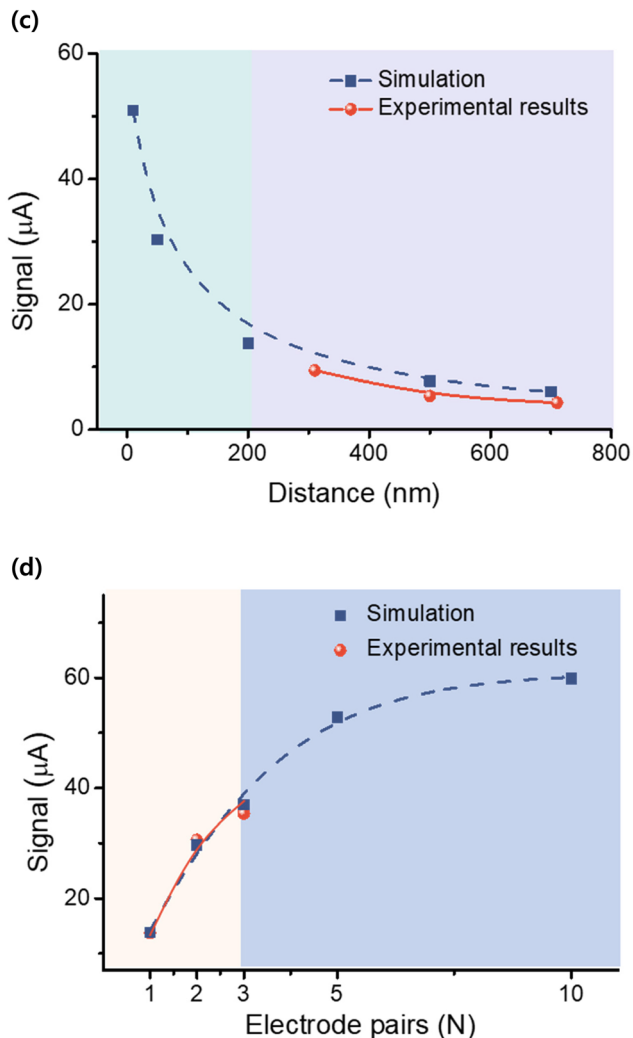 (c)
60
40
20
0
Signal (μA)
Simulation
Experimental results
0 200 400 600 800
Distance (nm)
(d)
60
40
20
Signal (μA)
Simulation
Experimental results
1 2 3 5 10
Electrode pairs (N)